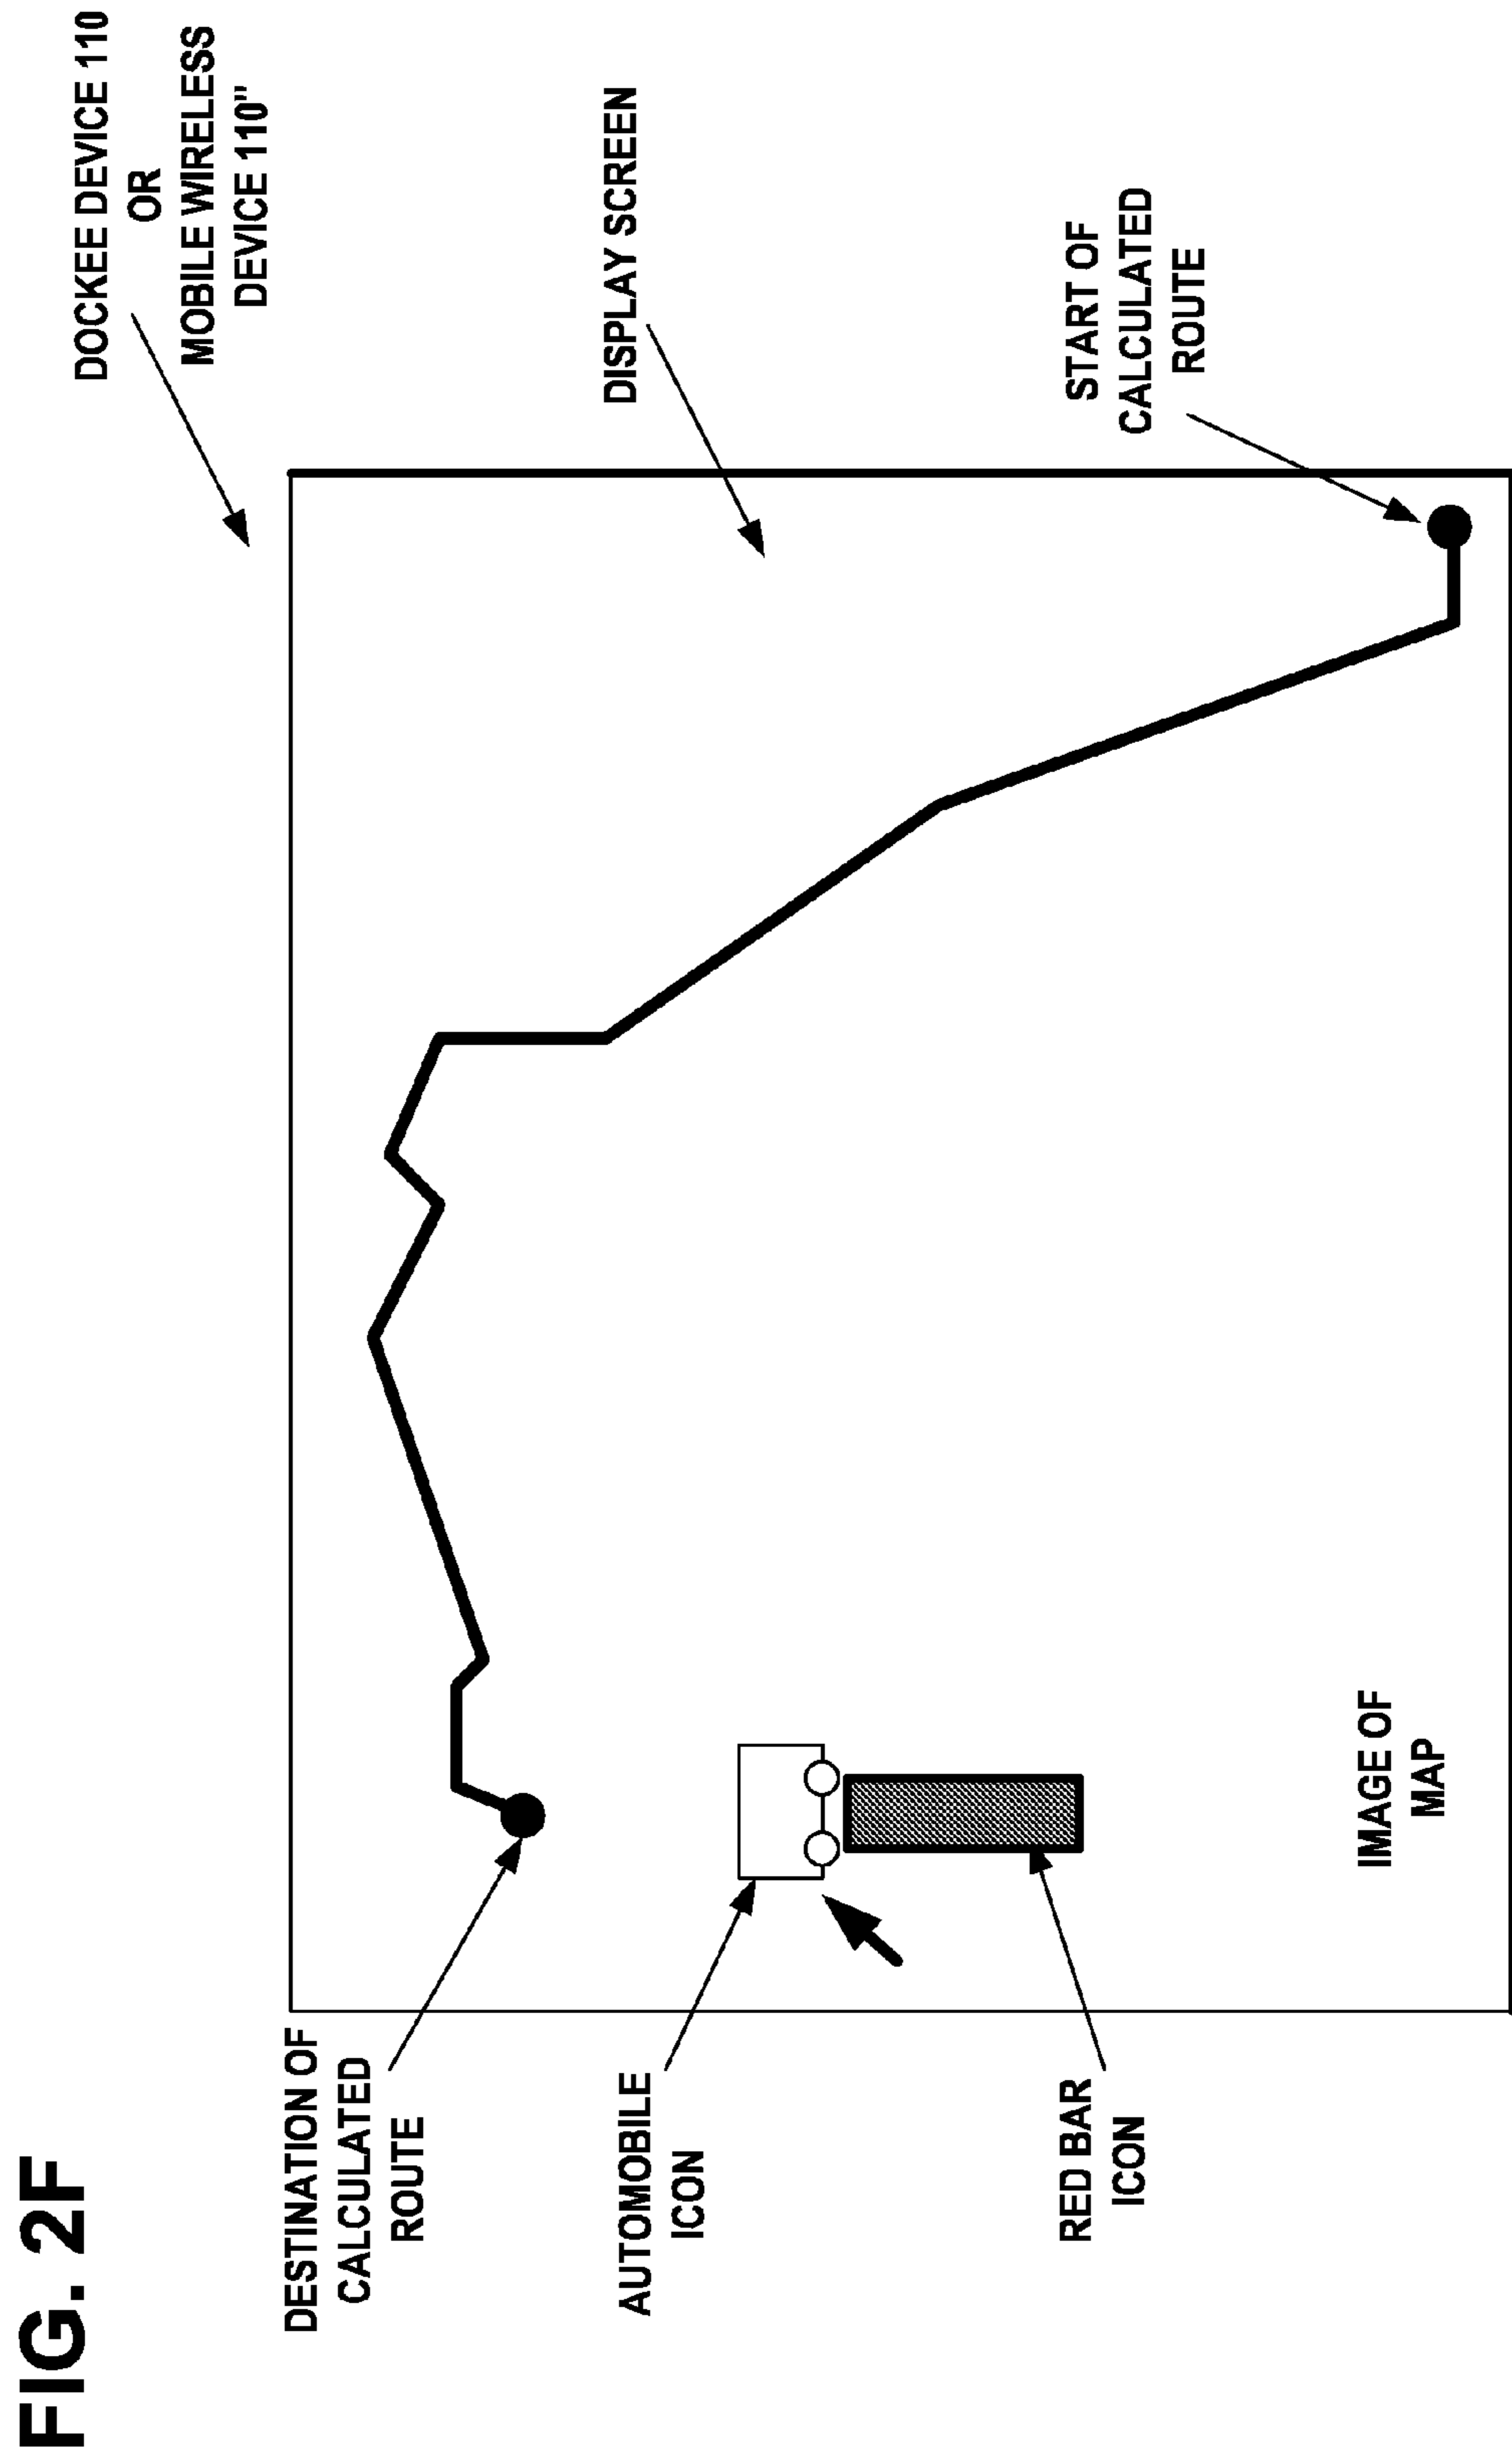 FIG. 2F
DESTINATION OF
CALCULATED
ROUTE
AUTOMOBILE
ICON
RED BAR
ICON
IMAGE OF
MAP
DOCKEE DEVICE 110
OR
MOBILE WIRELESS
DEVICE 110"
DISPLAY SCREEN
START OF
CALCULATED
ROUTE